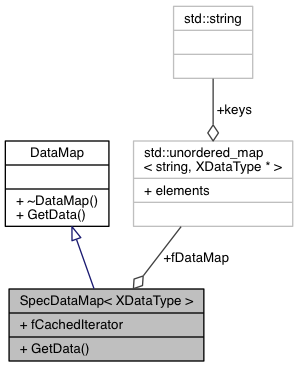 std::string
+keys
DataMap
+ ~DataMap()
+ GetData()
std::unordered_map
< string, XDataType * >
+ elements
+fDataMap
SpecDataMap< XDataType >
+ fCachedIterator
+ GetData()